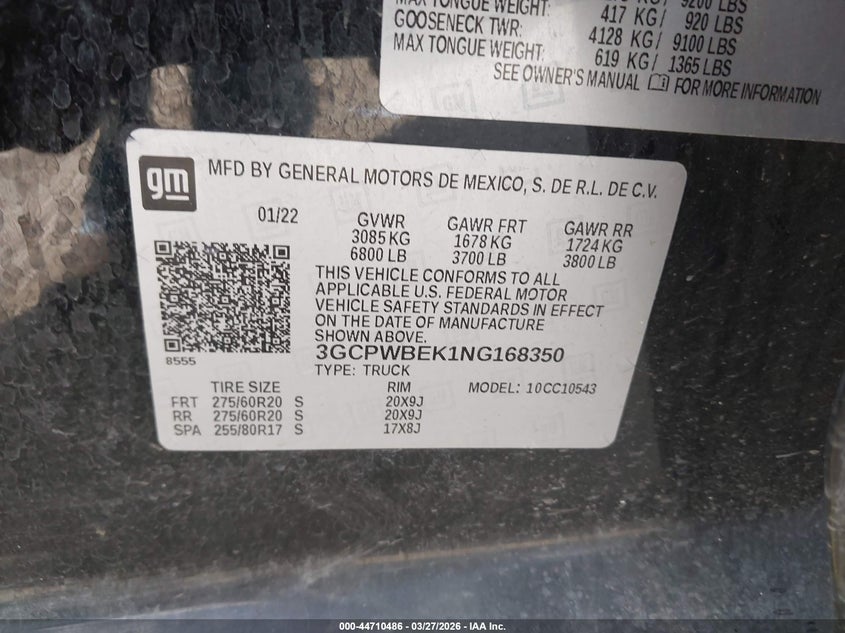 MAX TONGUE WEIGHT: 417 KG/ 920 LBS
GOOSENECK TWR: 4128 KG/ 9100 LBS
MAX TONGUE WEIGHT: 619 KG/ 1365 LBS
SEE OWNER'S MANUAL FOR MORE INFORMATION
gm MFD BY GENERAL MOTORS DE MEXICO, S. DE R.L. DE C.V.
01/22 GVWR GAWR FRT GAWR RR
3085 KG 1678 KG 1724 KG
6800 LB 3700 LB 3800 LB
THIS VEHICLE CONFORMS TO ALL
APPLICABLE U.S. FEDERAL MOTOR
VEHICLE SAFETY STANDARDS IN EFFECT
ON THE DATE OF MANUFACTURE
SHOWN ABOVE.
8555 3GCPWBEK1NG168350
TYPE: TRUCK MODEL: 10CC10543
TIRE SIZE RIM
FRT 275/60R20 S 20X9J
RR 275/60R20 S 20X9J
SPA 255/80R17 S 17X8J
000-44710486 - 03/27/2026 - IAA Inc.